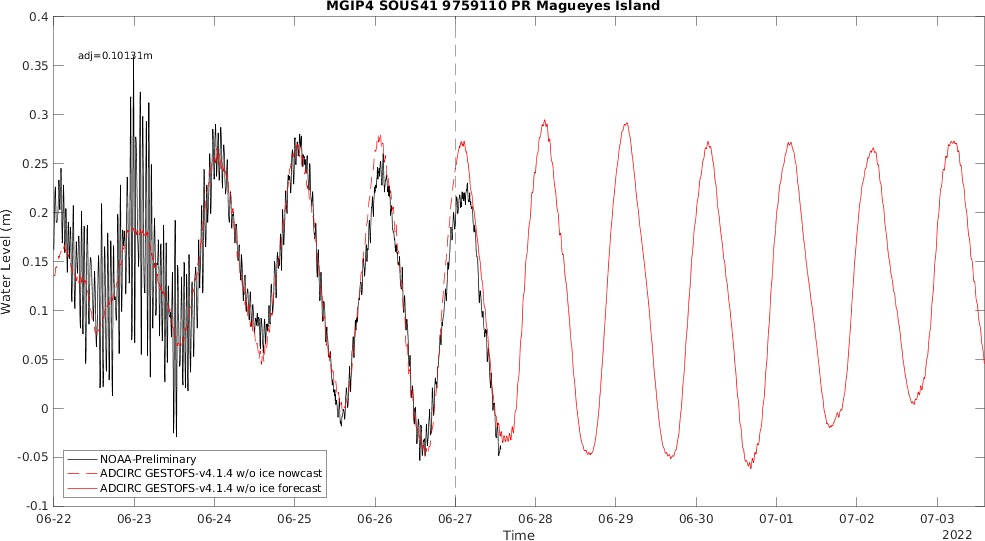 MGIP4 SOUS41 9759110 PR Magueyes Island
adj=0.10131m
Water Level (m)
0.4
0.35
0.3
0.25
0.2
0.15
0.1
0.05
0
-0.05
-0.1
NOAA-Preliminary
ADCIRC GESTOFS-v4.1.4 w/o ice nowcast
ADCIRC GESTOFS-v4.1.4 w/o ice forecast
06-22 06-23 06-24 06-25 06-26 06-27 06-28 06-29 06-30 07-01 07-02 07-03
Time
2022